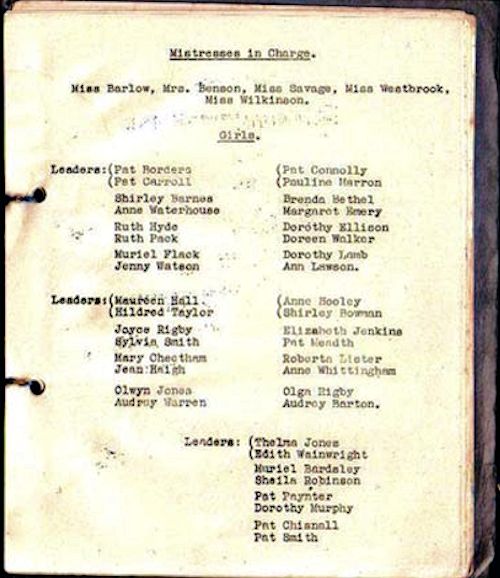 Mistresses in Charge.
Miss Barlow, Mrs. Benson, Miss Savage, Miss Westbrook,
Miss Wilkinson.
Girls.
Leaders:(Pat Borders (Pat Connolly
(Pat Carroll (Pauline Marron
Shirley Barnes Brenda Bethel
Anne Waterhouse Margaret Emery
Ruth Hyde Dorothy Ellison
Ruth Pack Doreen Walker
Muriel Flack Dorothy Lamb
Jenny Watson Ann Lawson.
Leaders:(Maureen Hall. (Anne Hooley
(Hildred Taylor (Shirley Bowman
Joyce Rigby Elizabeth Jenkins
Sylvia Smith Pat Meadth
Mary Cheetham Roberta Lister
Jean Haigh Anne Whittingham
Olwyn Jones Olga Rigby
Audrey Warren Audrey Barton.
Leaders: (Thelma Jones
(Edith Wainwright
Muriel Bardsley
Sheila Robinson
Pat Paynter
Dorothy Murphy
Pat Chisnall
Pat Smith